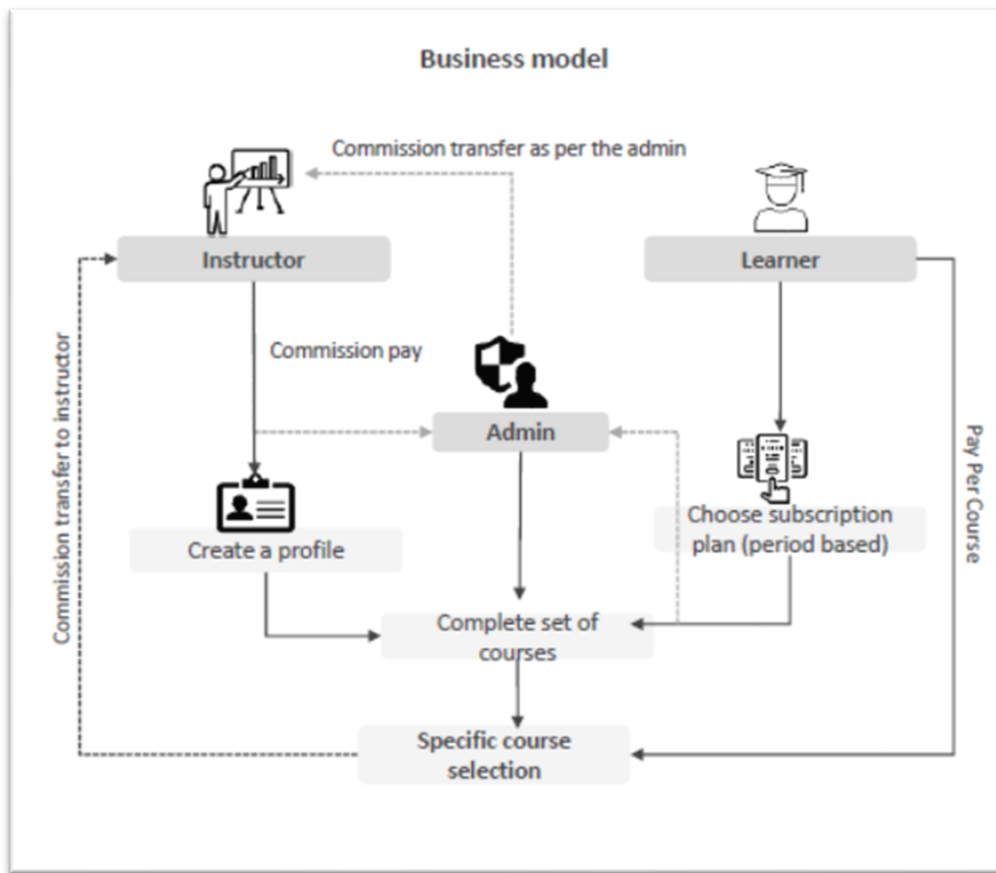 Business model
Commission transfer as per the admin
Instructor
Learner
Commission pay
Commission transfer to instructor
Admin
Pay Per Course
Choose subscription
plan (period based)
Create a profile
Complete set of
courses
Specific course
selection